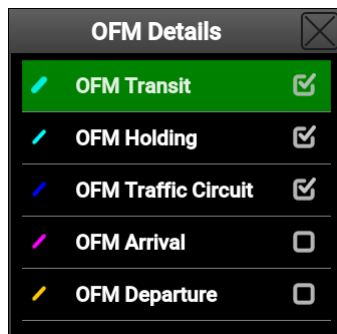 OFM Details
OFM Transit
OFM Holding
OFM Traffic Circuit
OFM Arrival
OFM Departure